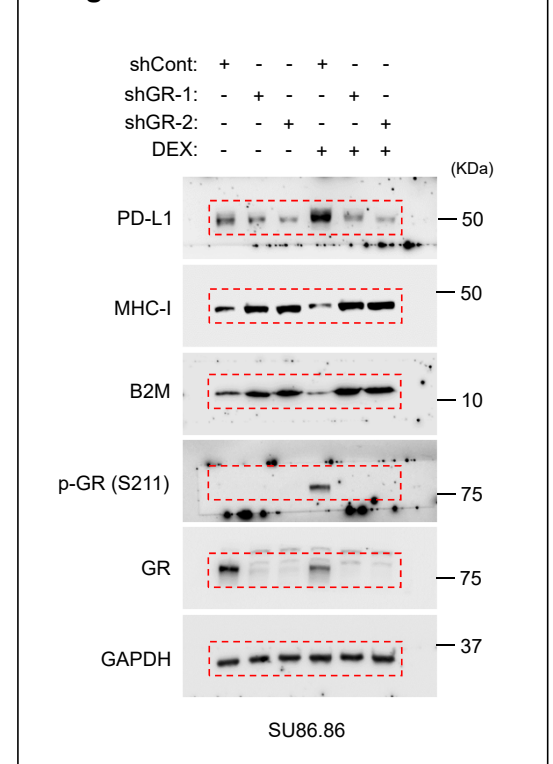 shCont: + - - + - -
shGR-1: - + - - + -
shGR-2: - - + - - +
DEX: - - - + + +
(KDa)
PD-L1 50
MHC-I 50
B2M 10
p-GR (S211) 75
GR 75
GAPDH 37
SU86.86